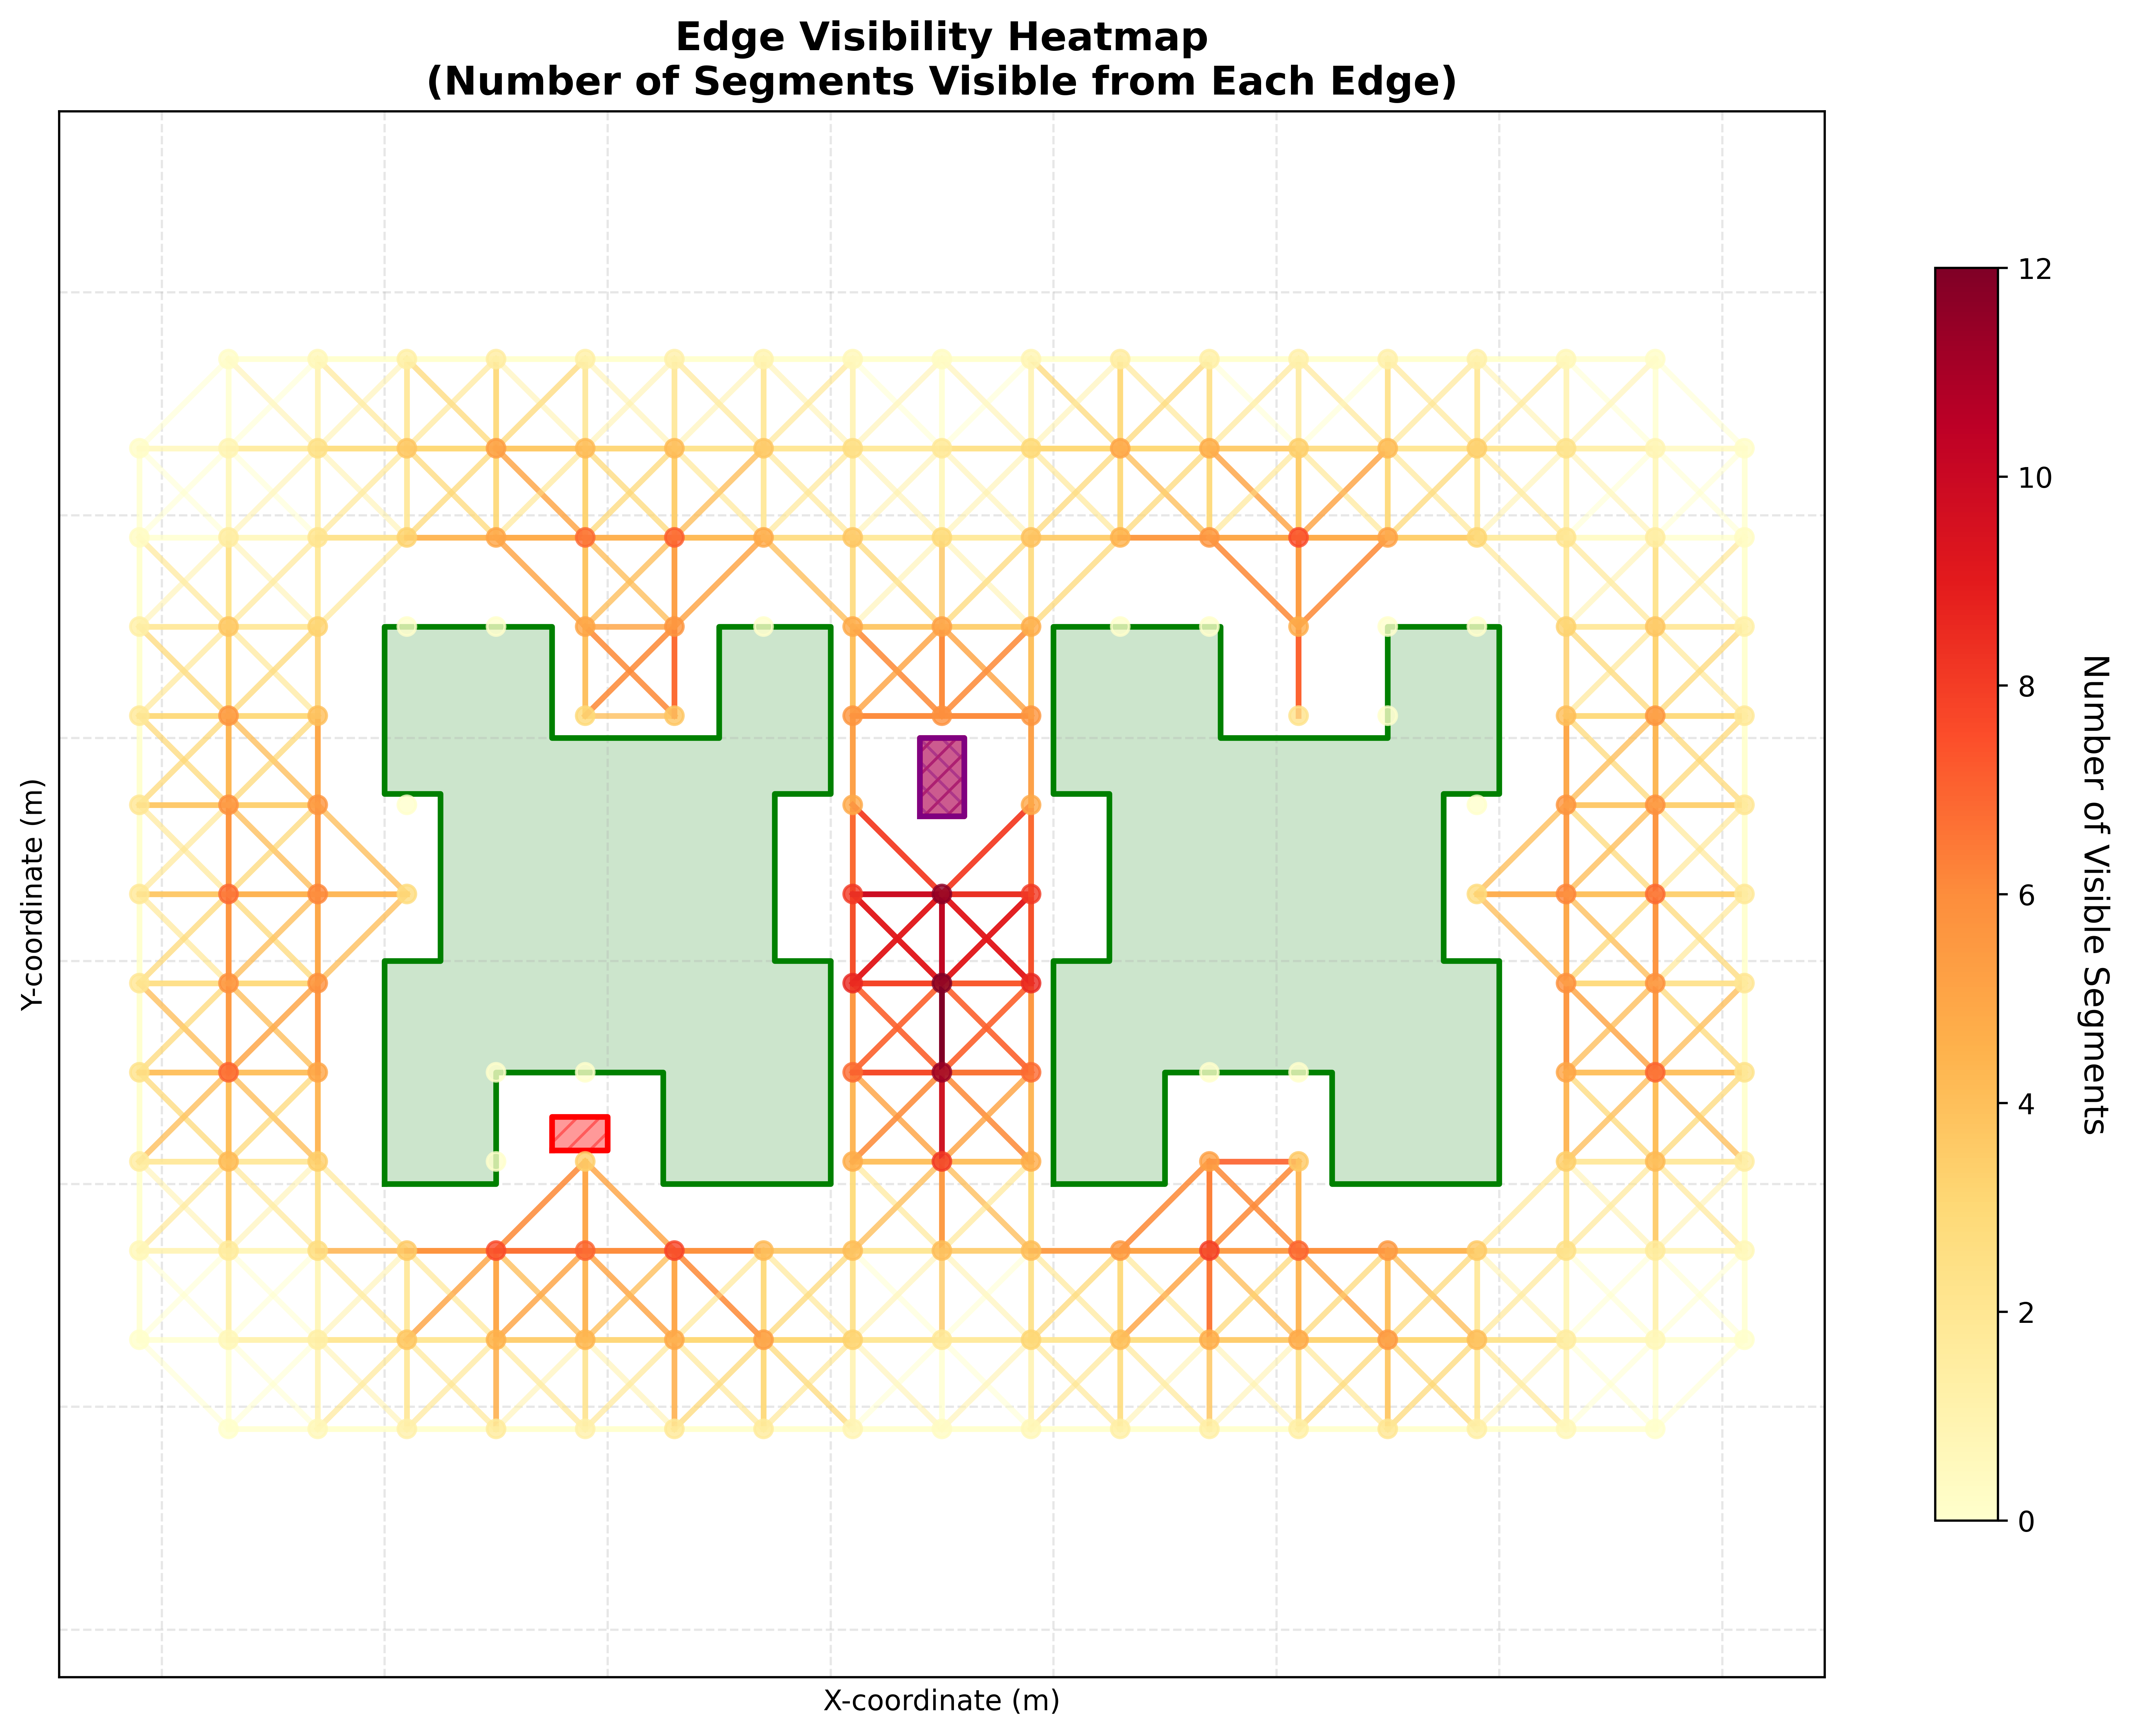 Edge Visibility Heatmap
(Number of Segments Visible from Each Edge)
Y-coordinate (m)
X-coordinate (m)
12
10
8
6
4
2
0
Number of Visible Segments